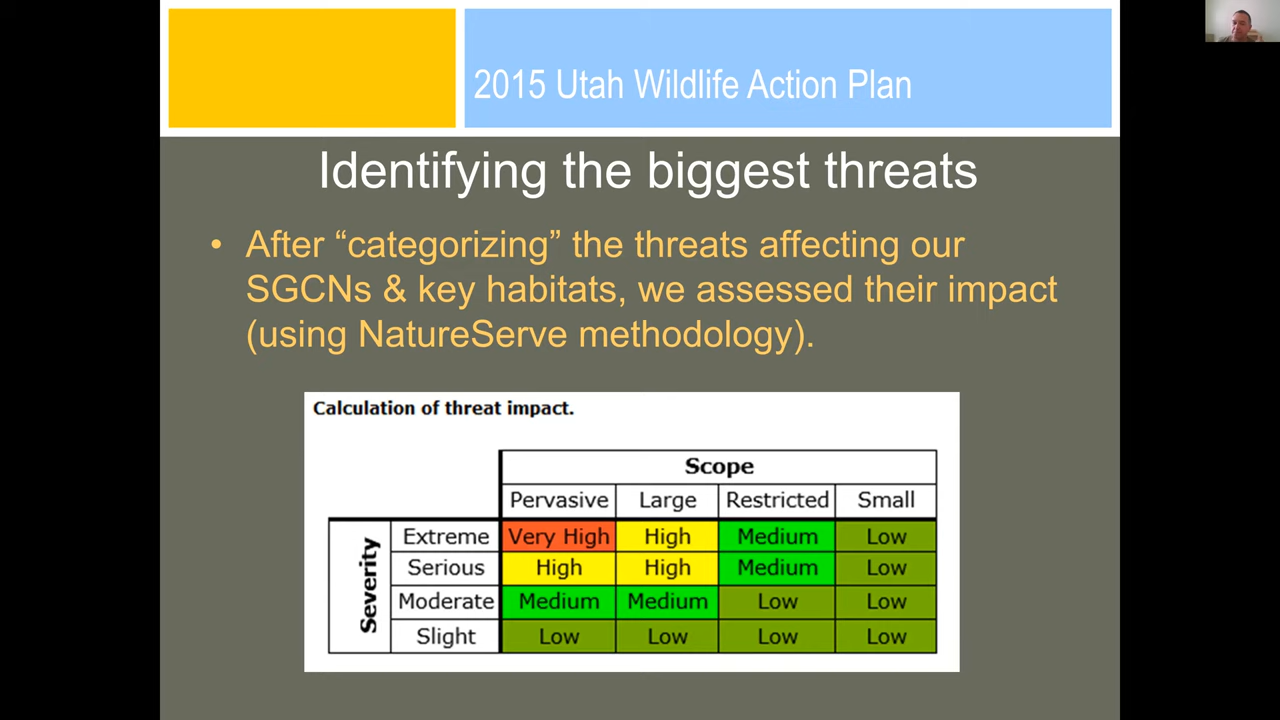 2015 Utah Wildlife Action Plan
Identifying the biggest threats
• After “categorizing” the threats affecting our
SGCNs & key habitats, we assessed their impact
(using NatureServe methodology).
Calculation of threat impact.
Scope
Pervasive Large Restricted Small
Severity
Extreme Very High High Medium Low
Serious High High Medium Low
Moderate Medium Medium Low Low
Slight Low Low Low Low